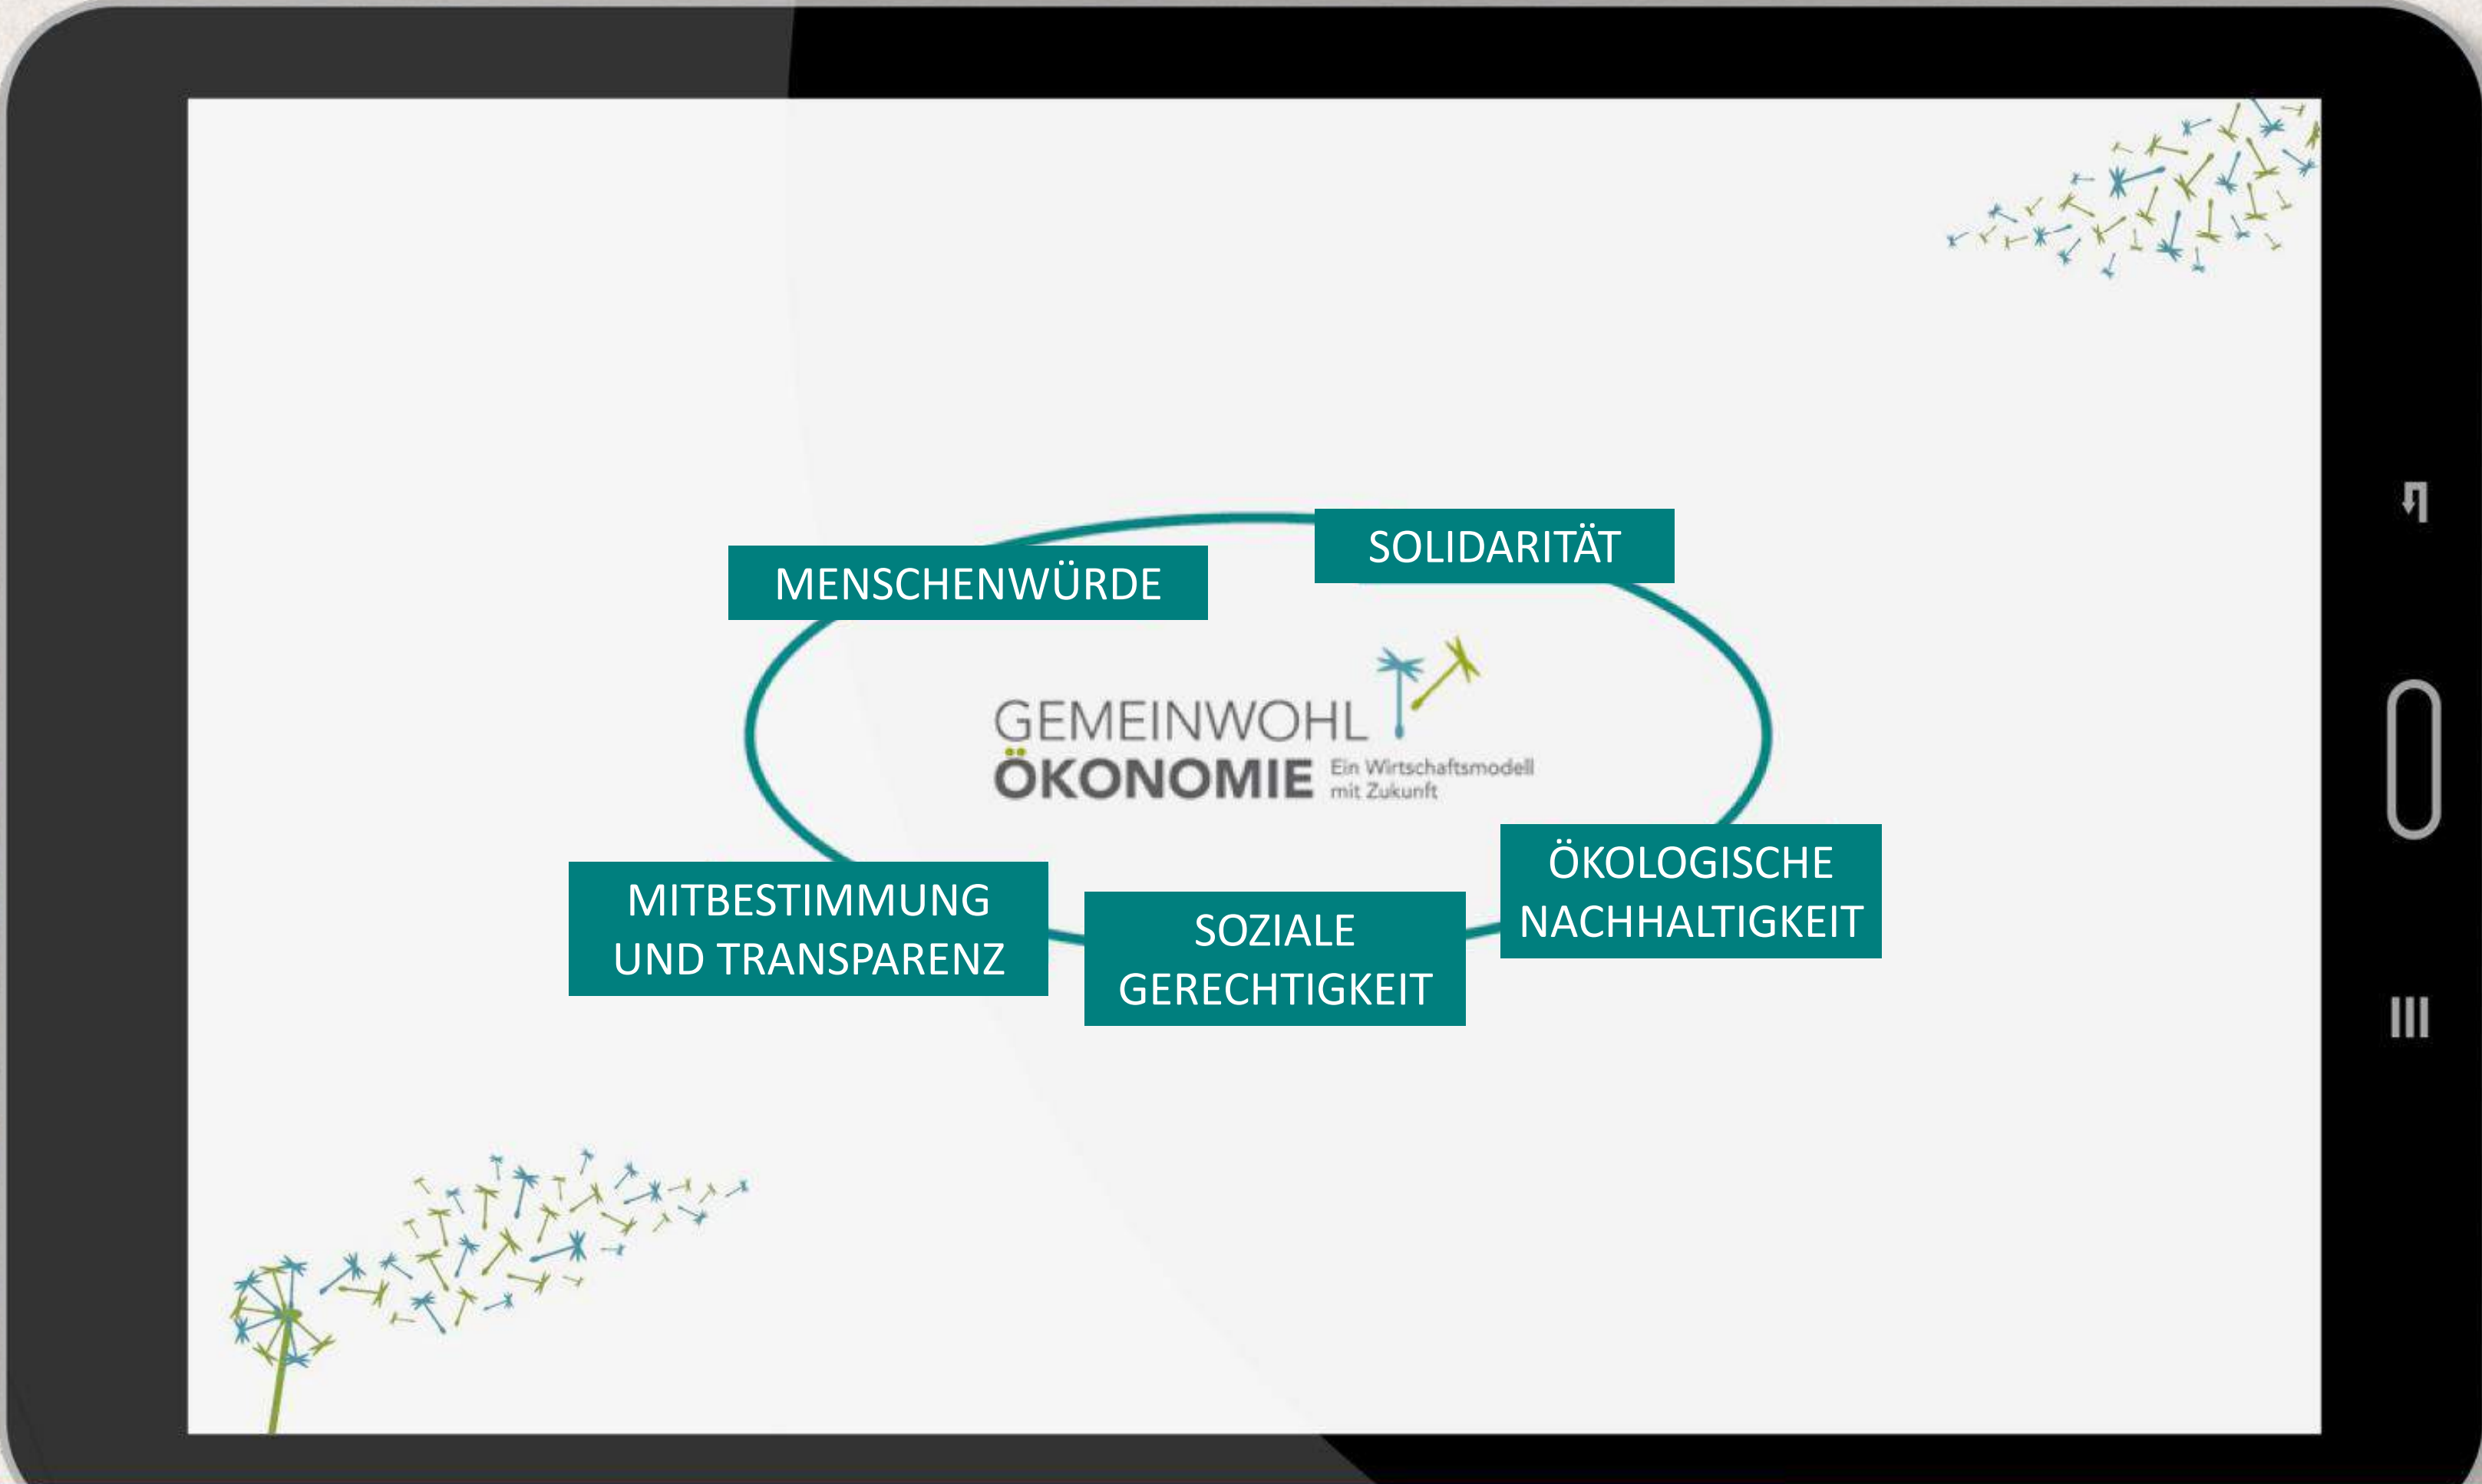 SOLIDARITÄT
MENSCHENWÜRDE
GEMEINWOHL
ÖKONOMIE
Ein Wirtschaftsmodell
mit Zukunft
ÖKOLOGISCHE
NACHHALTIGKEIT
MITBESTIMMUNG
UND TRANSPARENZ
SOZIALE
GERECHTIGKEIT